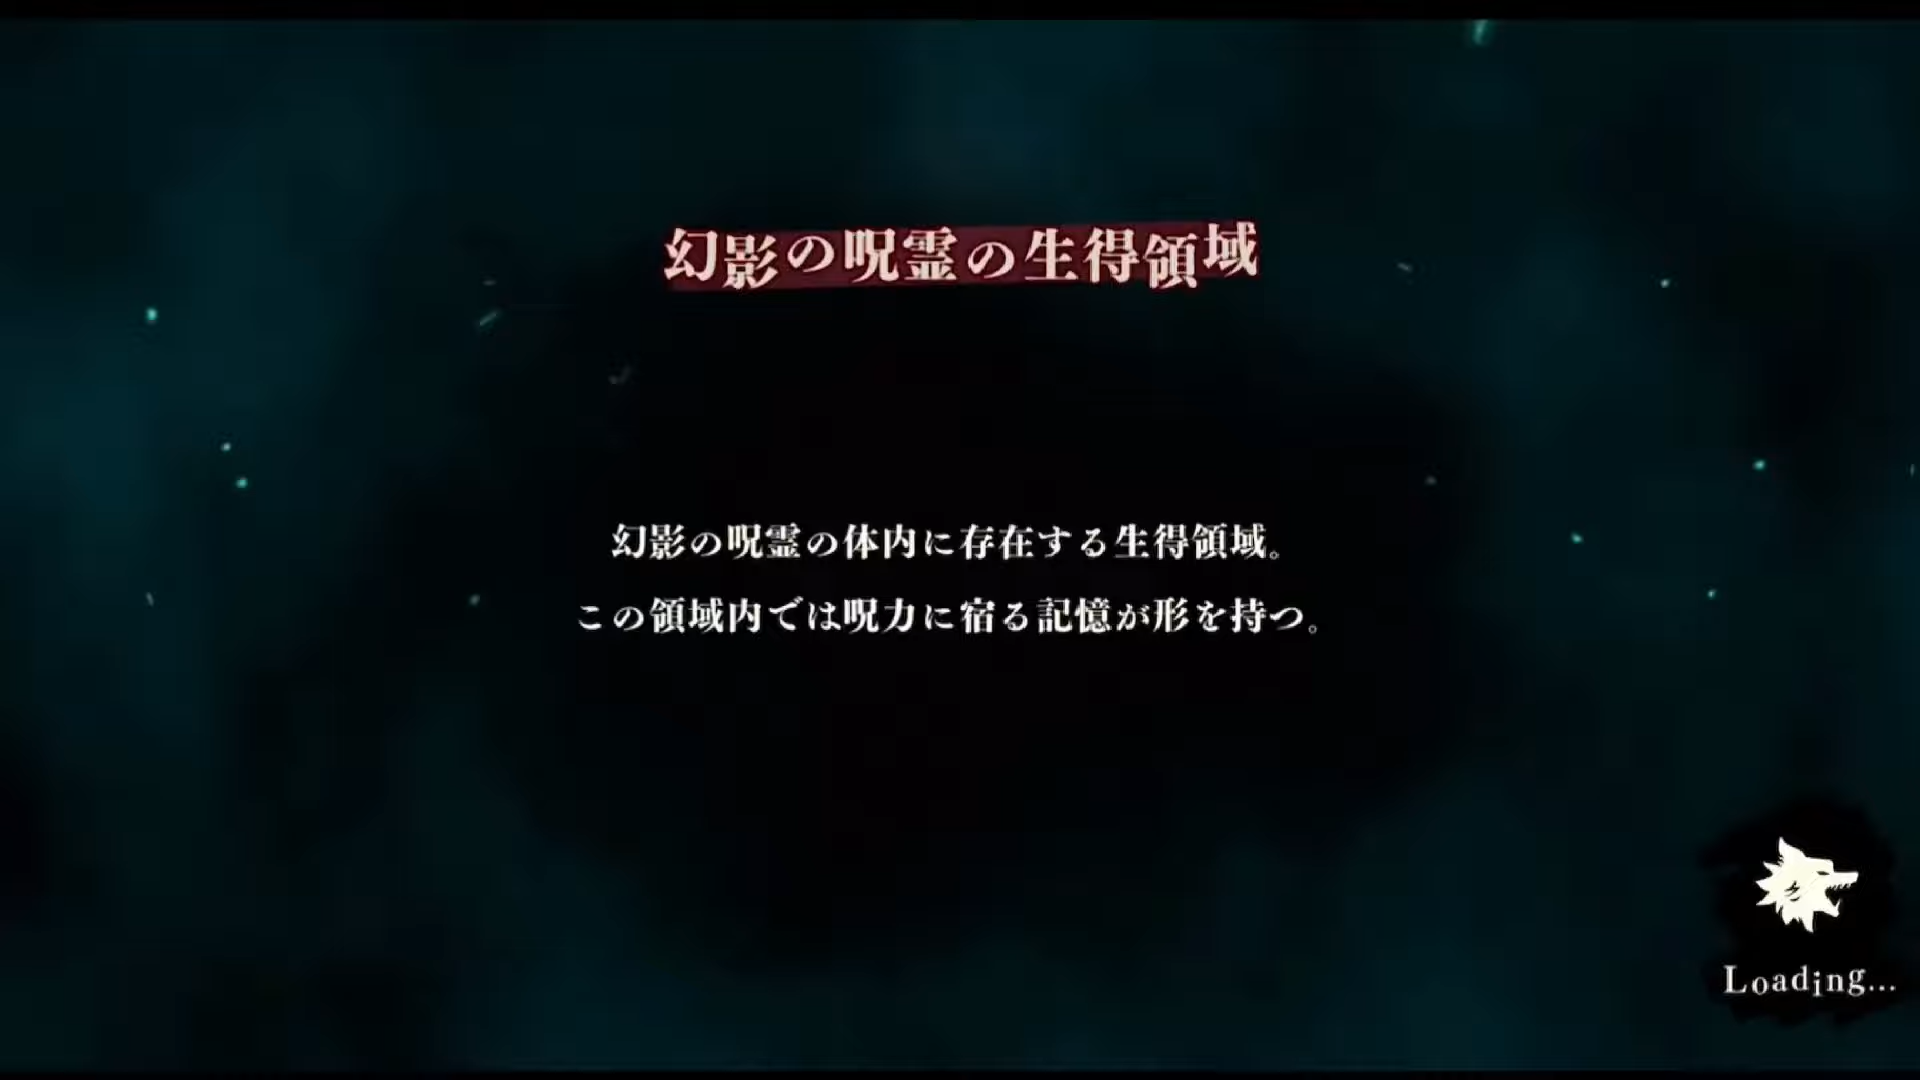 幻影の呪霊の生得領域
幻影の呪霊の体内に存在する生得領域。
この領域内では呪力に宿る記憶が形を持つ。
Loading...